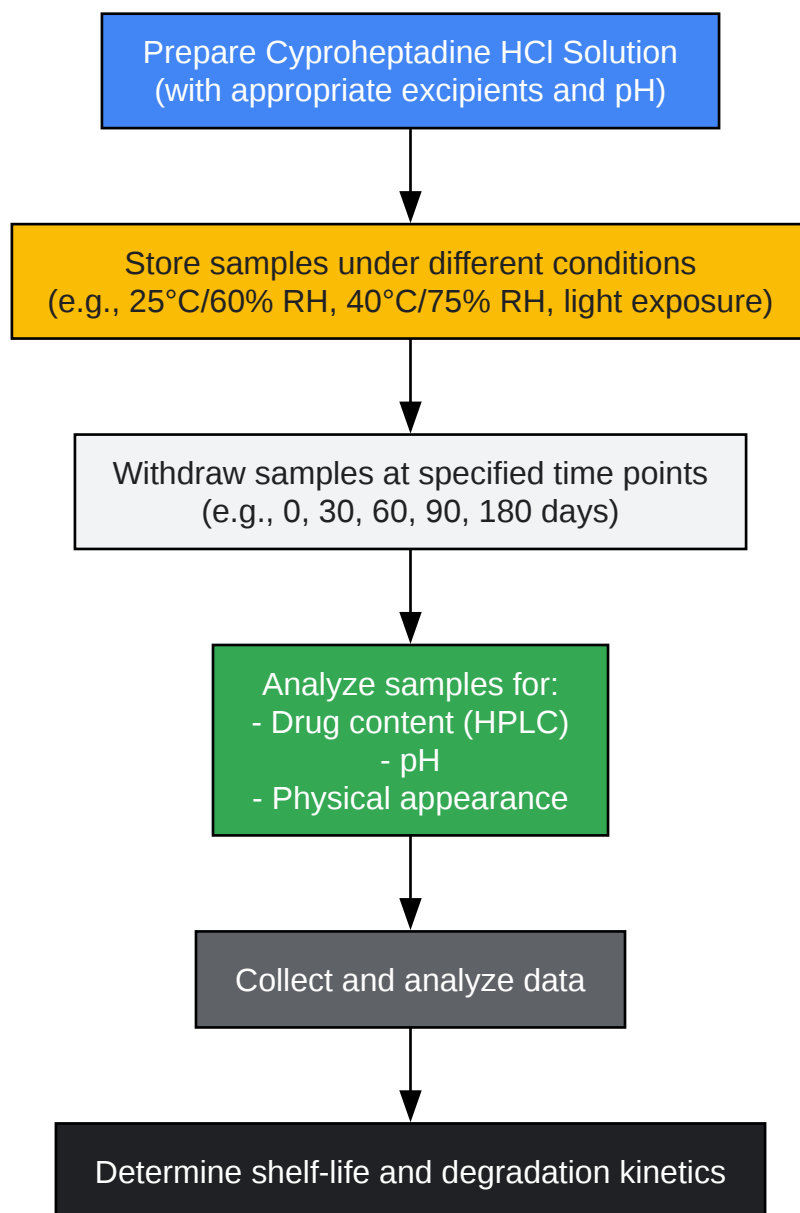 Prepare Cyproheptadine HCl Solution
(with appropriate excipients and pH)
Store samples under different conditions
(e.g., 25°C/60% RH, 40°C/75% RH, light exposure)
Withdraw samples at specified time points
(e.g., 0, 30, 60, 90, 180 days)
Analyze samples for:
- Drug content (HPLC)
- pH
- Physical appearance
Collect and analyze data
Determine shelf-life and degradation kinetics